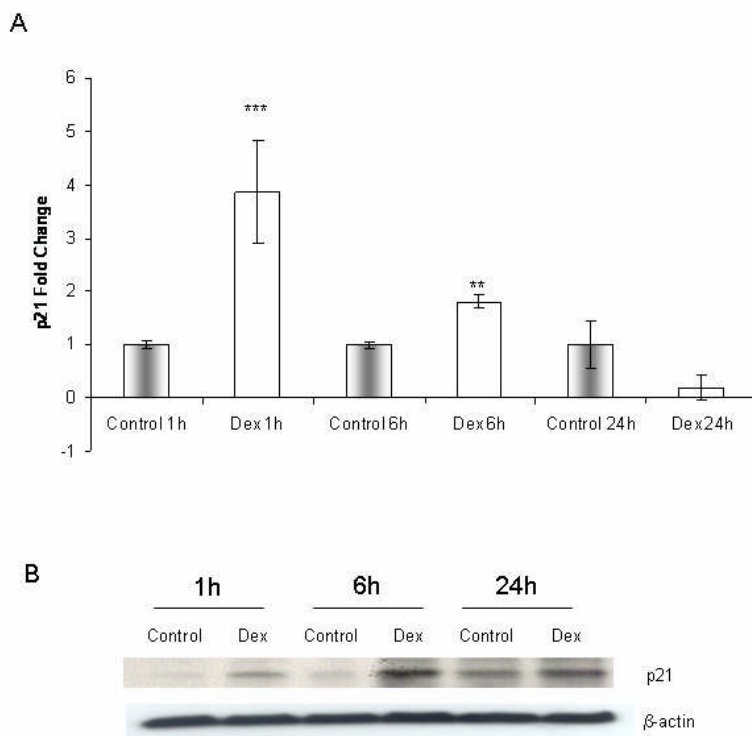 A
p21 Fold Change
6
5
4
3
2
1
0
-1
***
**
Control 1h Dex 1h Control 6h Dex 6h Control 24h Dex 24h
B
1h 6h 24h
Control Dex Control Dex Control Dex
p21
β-actin